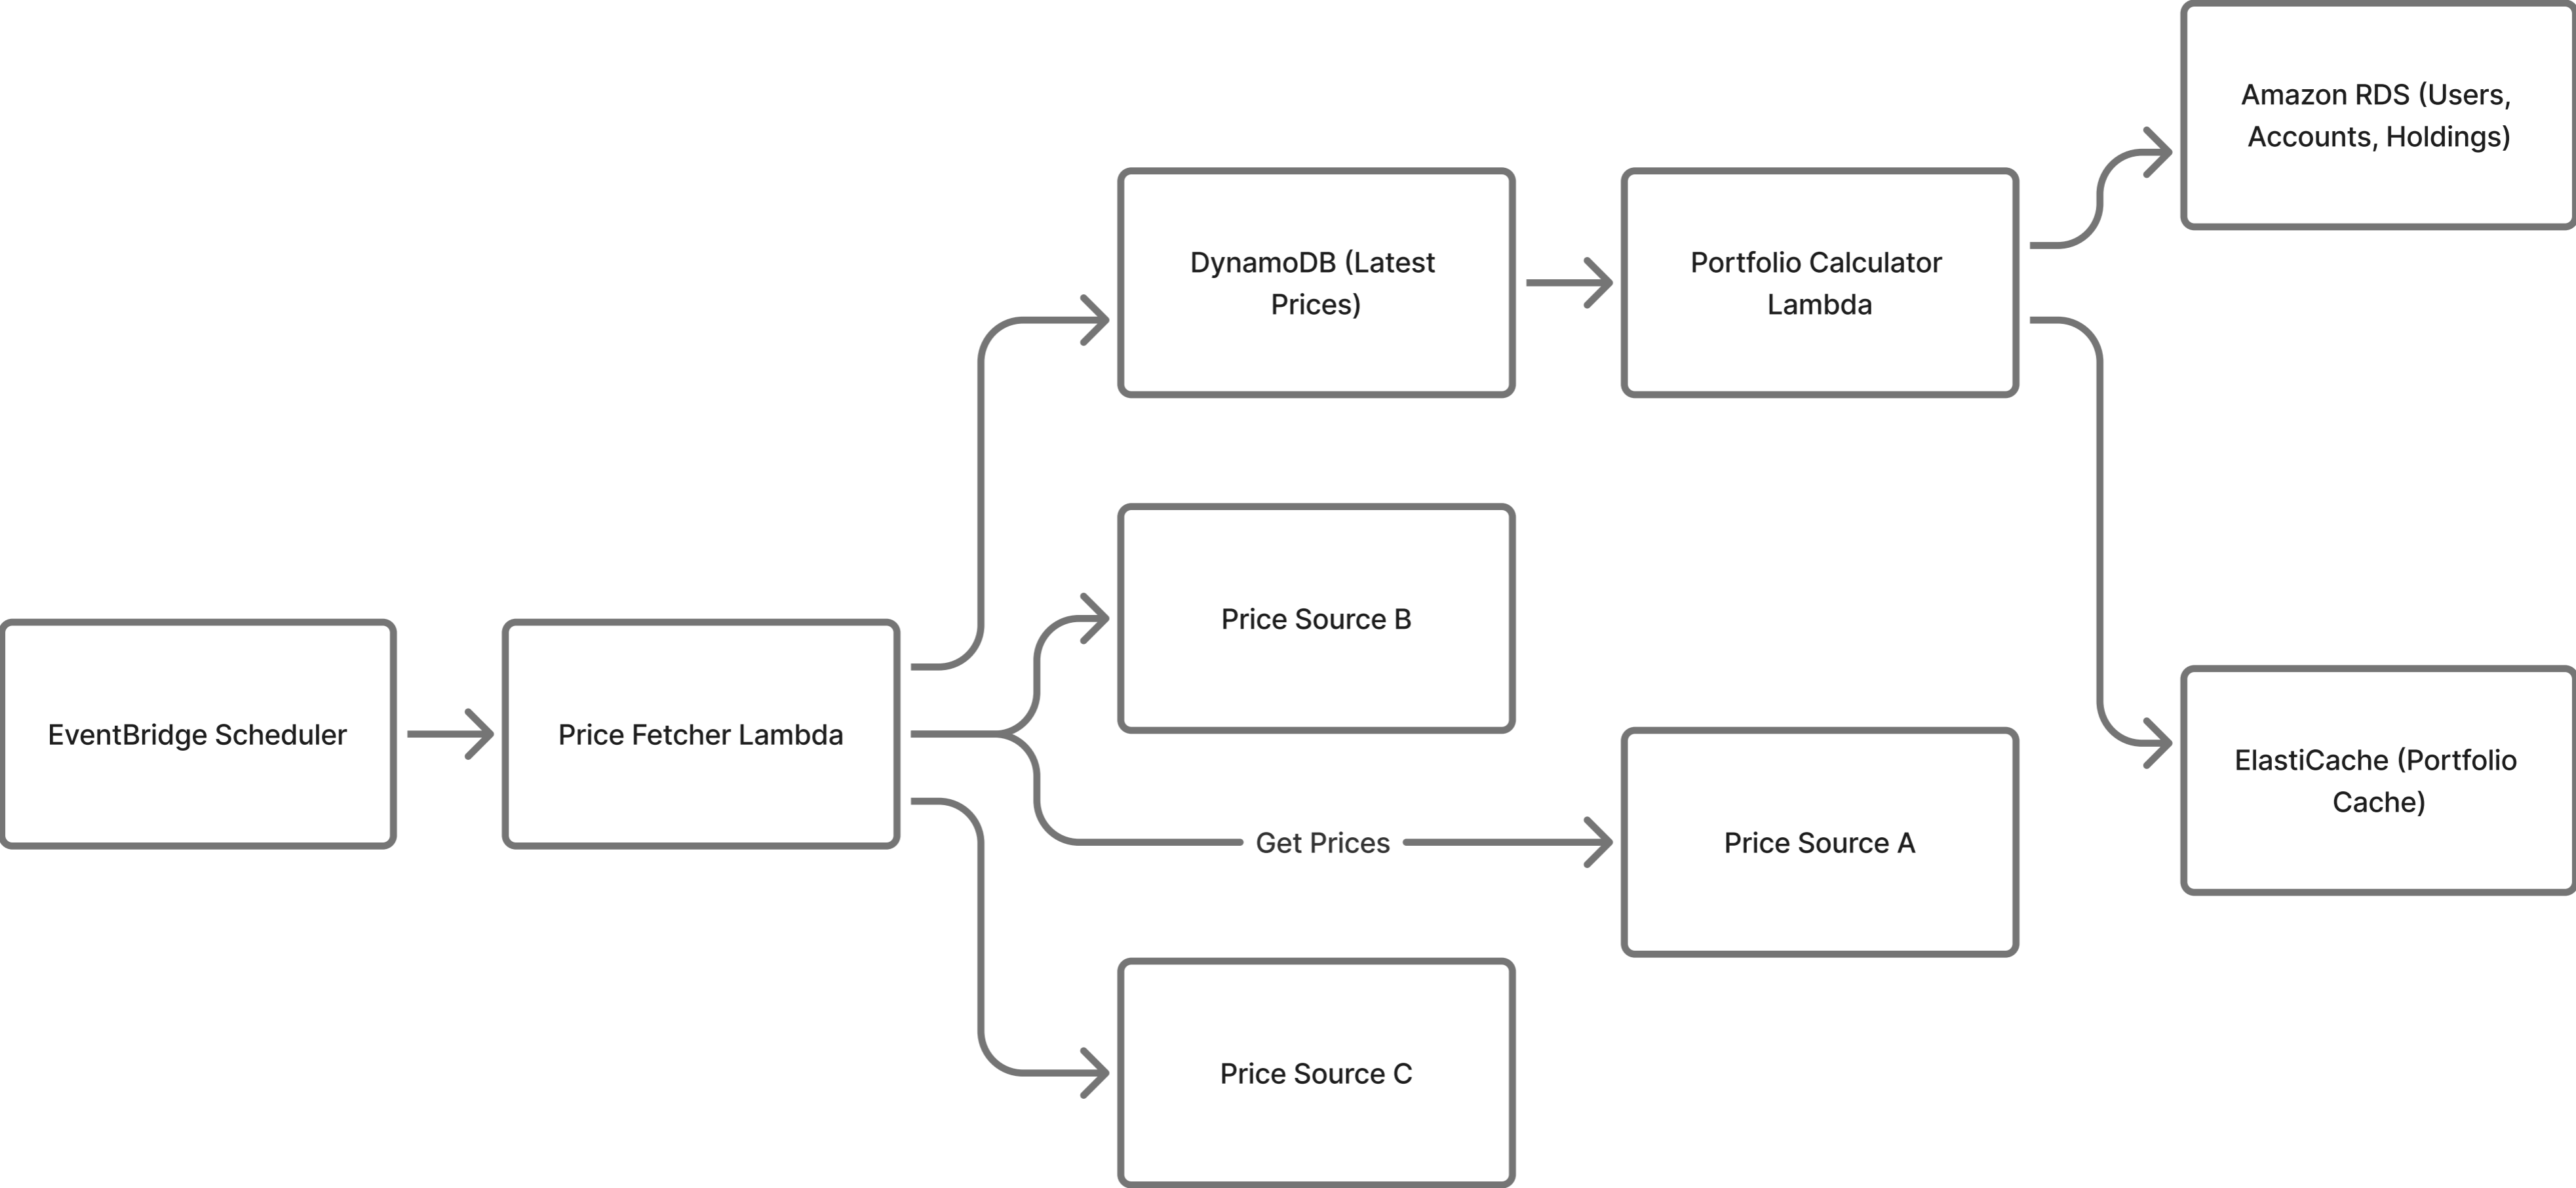 Amazon RDS (Users,
Accounts, Holdings)
DynamoDB (Latest
Prices)
Portfolio Calculator
Lambda
Price Source B
EventBridge Scheduler
Price Fetcher Lambda
Get Prices
Price Source A
ElastiCache (Portfolio
Cache)
Price Source C